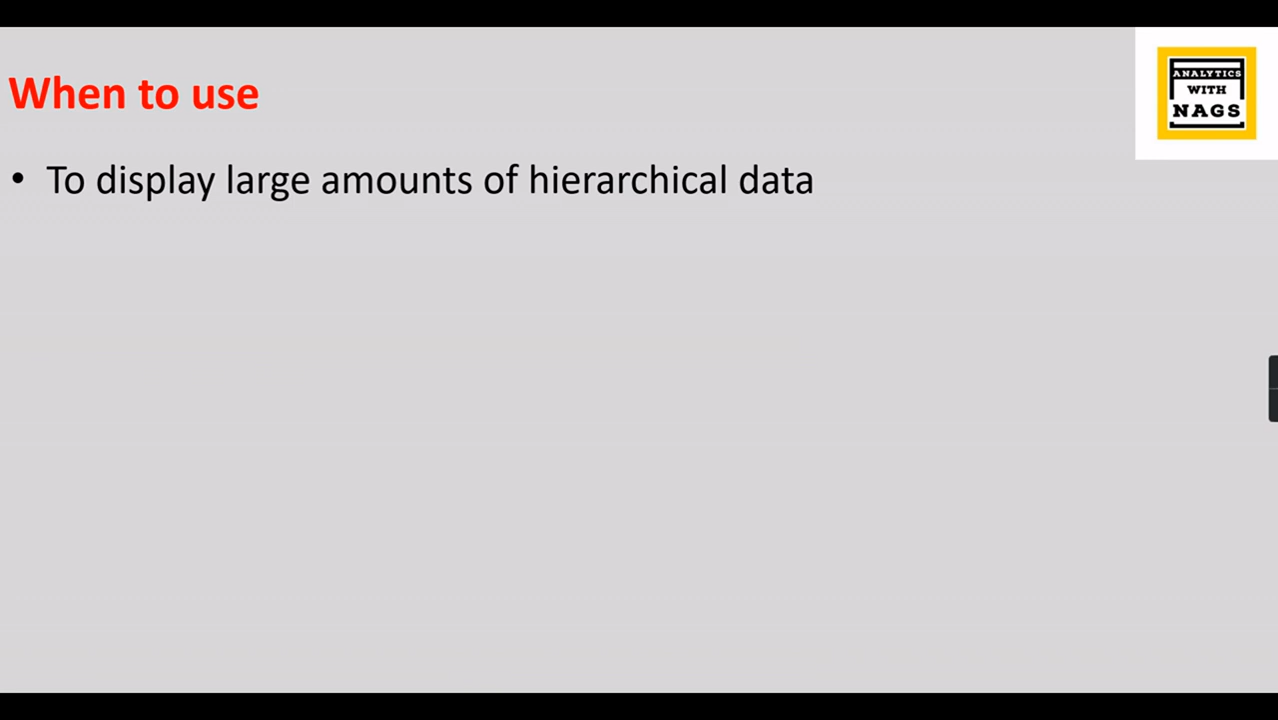 When to use
• To display large amounts of hierarchical data
ANALYTICS
WITH
NAGS